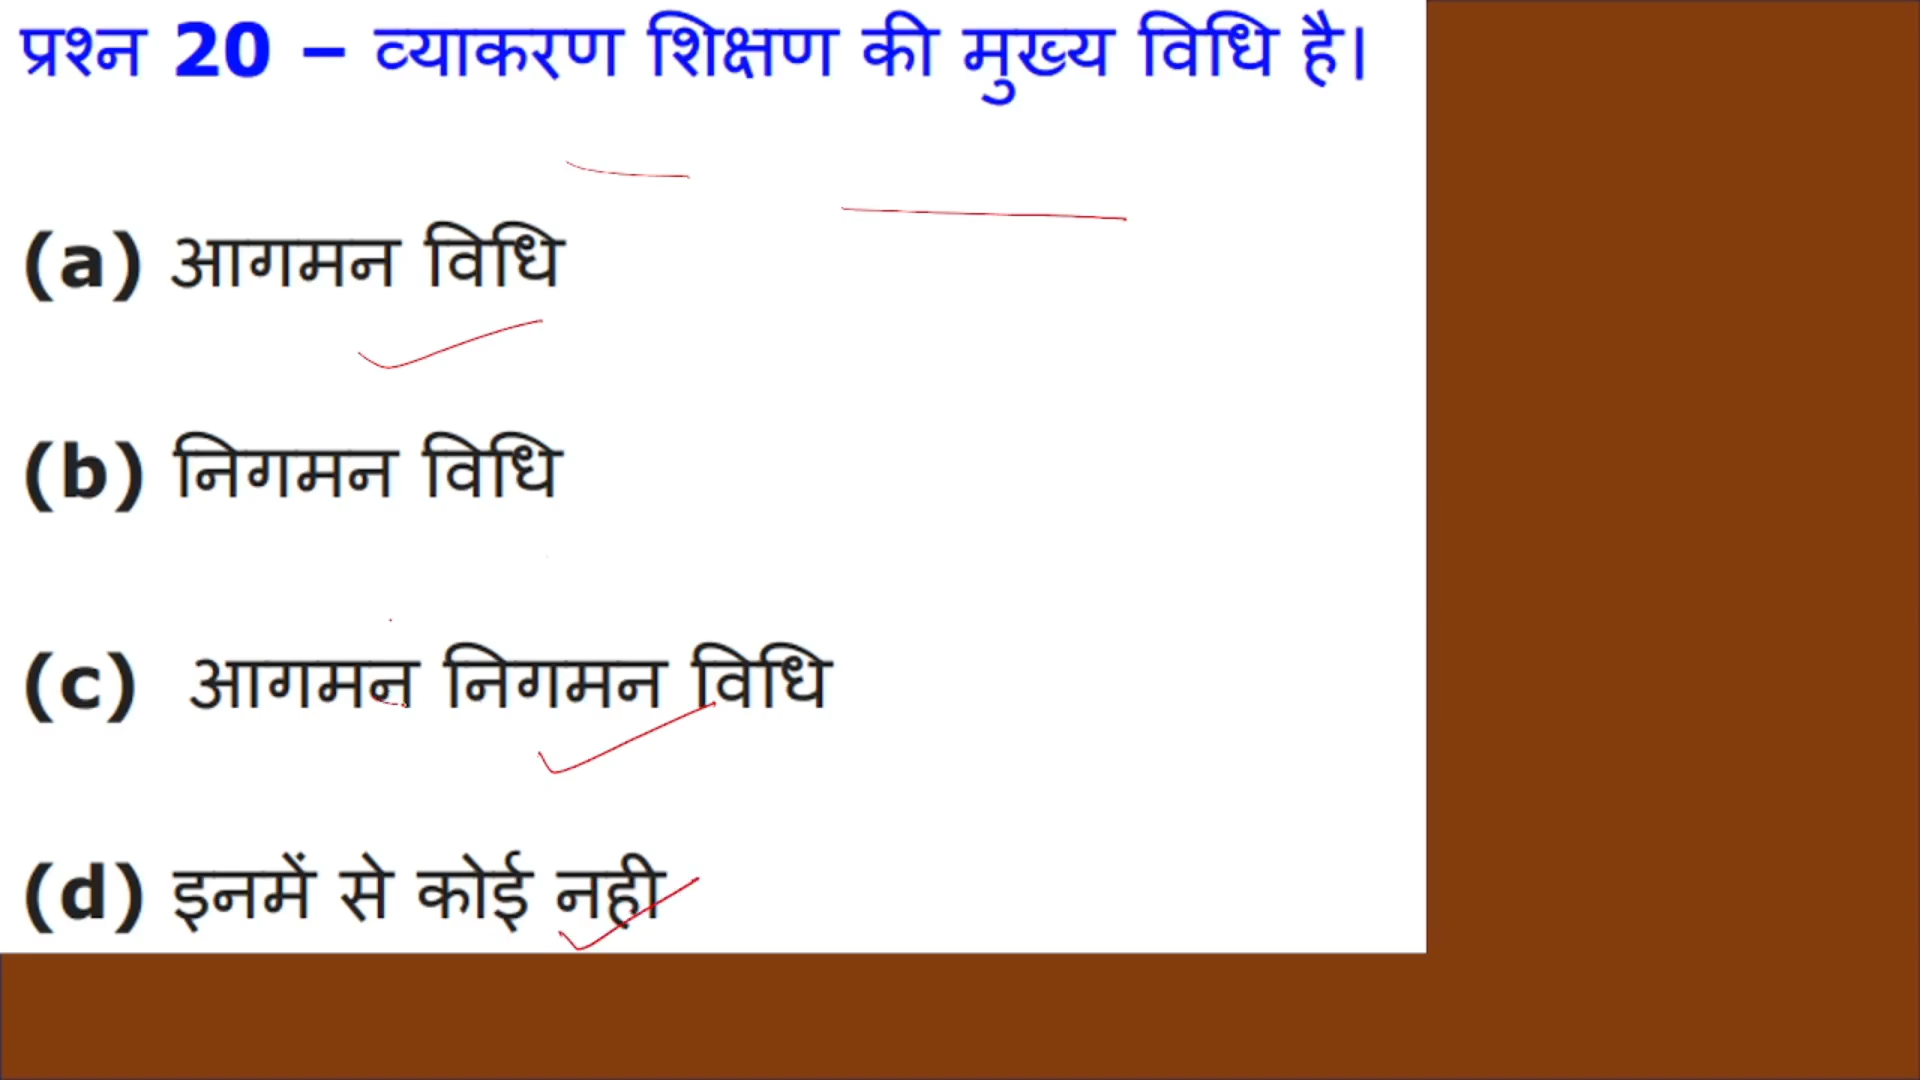 प्रश्न 20 – व्याकरण शिक्षण की मुख्य विधि है।
(a) आगमन विधि
(b) निगमन विधि
(c) आगमन निगमन विधि
(d) इनमें से कोई नही